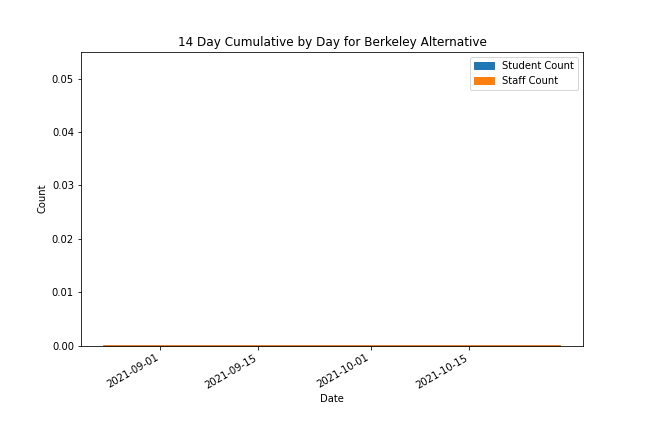 14 Day Cumulative by Day for Berkeley Alternative
Student Count
Staff Count
0.05
0.04
0.03
0.02
0.01
0.00
Count
2021-09-01
2021-09-15
2021-10-01
2021-10-15
Date